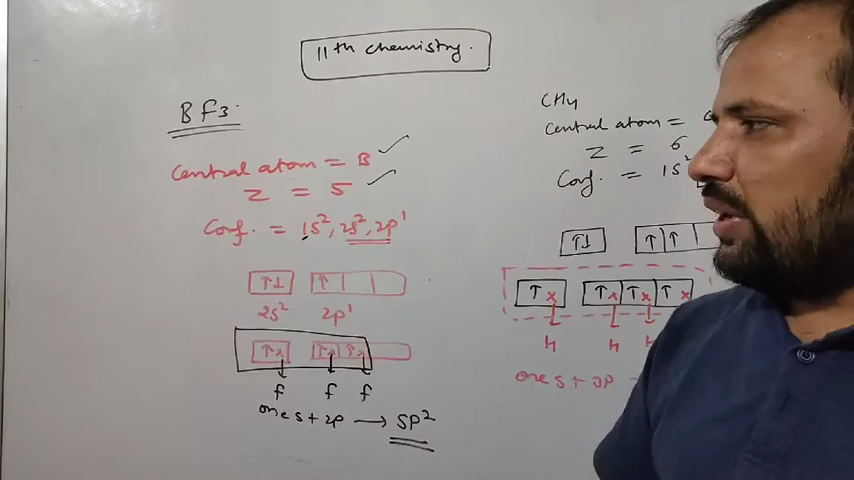 11th chemistry.
BF3.
Central atom = B
Z = 5
Conf. = 1s², 2s², 2p¹
↑↓ ↑
2s² 2p¹
↑x ↑x ↑x
f f f
one s + 2p → SP²
CH4
Central atom =
Z = 6
Conf. = 1s²
↑↓ ↑ ↑
↑x ↑x ↑x ↑x
H H H
one s + 3p